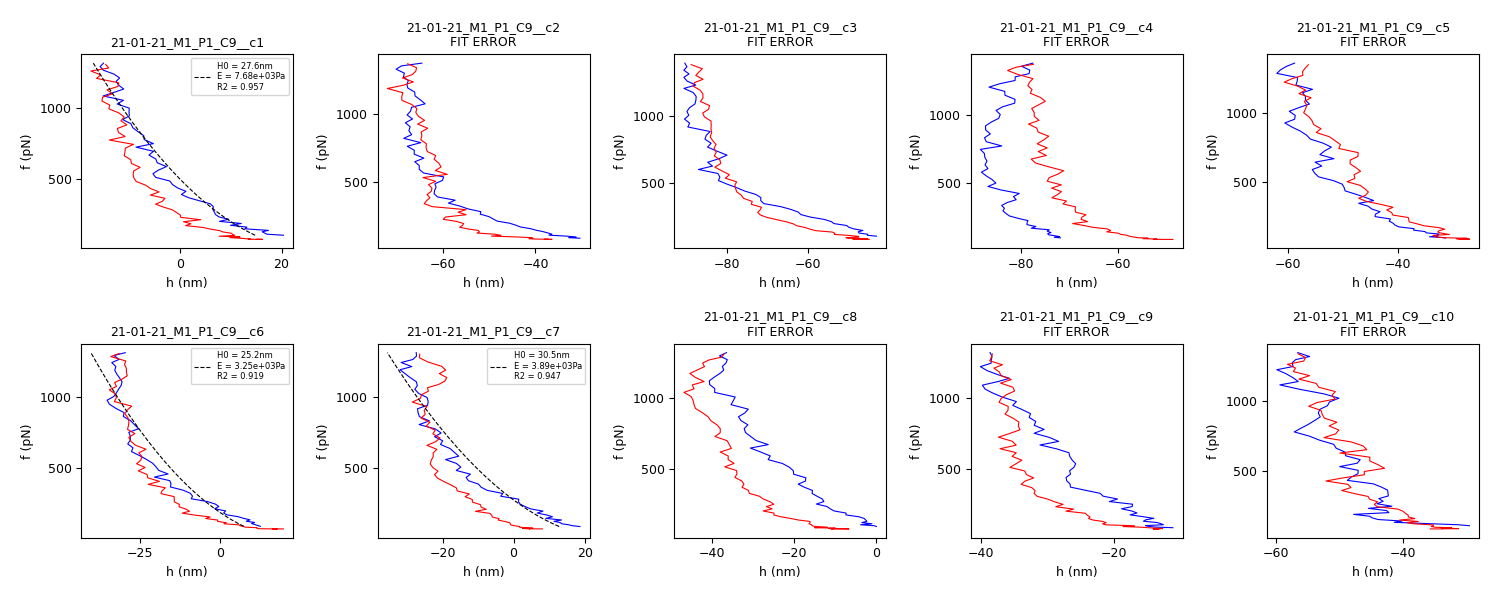 21-01-21_M1_P1_C9__c1
f (pN)
1000
500
0
20
h (nm)
H0 = 27.6nm
E = 7.68e+03Pa
R2 = 0.957
21-01-21_M1_P1_C9__c2
FIT ERROR
f (pN)
1000
500
−60
−40
h (nm)
21-01-21_M1_P1_C9__c3
FIT ERROR
f (pN)
1000
500
−80
−60
h (nm)
21-01-21_M1_P1_C9__c4
FIT ERROR
f (pN)
1000
500
−80
−60
h (nm)
21-01-21_M1_P1_C9__c5
FIT ERROR
f (pN)
1000
500
−60
−40
h (nm)
21-01-21_M1_P1_C9__c6
f (pN)
1000
500
−25
0
h (nm)
H0 = 25.2nm
E = 3.25e+03Pa
R2 = 0.919
21-01-21_M1_P1_C9__c7
f (pN)
1000
500
−20
0
20
h (nm)
H0 = 30.5nm
E = 3.89e+03Pa
R2 = 0.947
21-01-21_M1_P1_C9__c8
FIT ERROR
f (pN)
1000
500
−40
−20
0
h (nm)
21-01-21_M1_P1_C9__c9
FIT ERROR
f (pN)
1000
500
−40
−20
h (nm)
21-01-21_M1_P1_C9__c10
FIT ERROR
f (pN)
1000
500
−60
−40
h (nm)